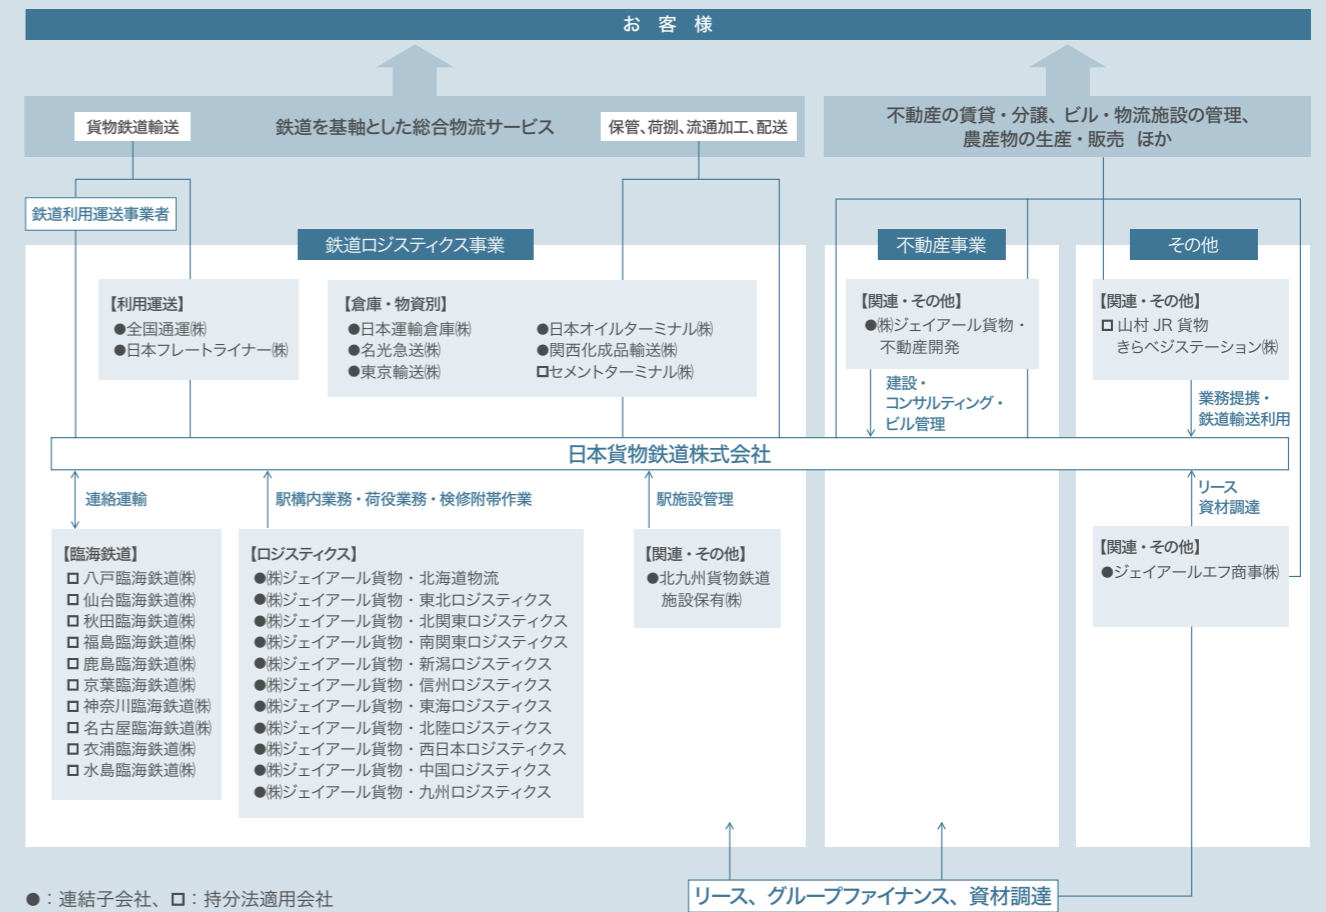 お客様
貨物鉄道輸送
鉄道を基軸とした総合物流サービス
保管、荷捌、流通加工、配送
不動産の賃貸・分譲、ビル・物流施設の管理、
農産物の生産・販売 ほか
鉄道利用運送事業者
鉄道ロジスティクス事業
不動産事業
その他
【利用運送】
●全国通運㈱
●日本フレートライナー㈱
【倉庫・物資別】
●日本運輸倉庫㈱
●名光急送㈱
●東京輸送㈱
●日本オイルターミナル㈱
●関西化成品輸送㈱
□セメントターミナル㈱
【関連・その他】
●㈱ジェイアール貨物・
不動産開発
【関連・その他】
□山村 JR 貨物
きらベジステーション㈱
建設・
コンサルティング・
ビル管理
業務提携・
鉄道輸送利用
日本貨物鉄道株式会社
連絡運輸
駅構内業務・荷役業務・検修附帯作業
駅施設管理
リース
資材調達
【臨海鉄道】
□八戸臨海鉄道㈱
□仙台臨海鉄道㈱
□秋田臨海鉄道㈱
□福島臨海鉄道㈱
□鹿島臨海鉄道㈱
□京葉臨海鉄道㈱
□神奈川臨海鉄道㈱
□名古屋臨海鉄道㈱
□衣浦臨海鉄道㈱
□水島臨海鉄道㈱
【ロジスティクス】
●㈱ジェイアール貨物・北海道物流
●㈱ジェイアール貨物・東北ロジスティクス
●㈱ジェイアール貨物・北関東ロジスティクス
●㈱ジェイアール貨物・南関東ロジスティクス
●㈱ジェイアール貨物・新潟ロジスティクス
●㈱ジェイアール貨物・信州ロジスティクス
●㈱ジェイアール貨物・東海ロジスティクス
●㈱ジェイアール貨物・北陸ロジスティクス
●㈱ジェイアール貨物・西日本ロジスティクス
●㈱ジェイアール貨物・中国ロジスティクス
●㈱ジェイアール貨物・九州ロジスティクス
【関連・その他】
●北九州貨物鉄道
施設保有㈱
【関連・その他】
●ジェイアールエフ商事㈱
リース、グループファイナンス、資材調達
●：連結子会社、□：持分法適用会社